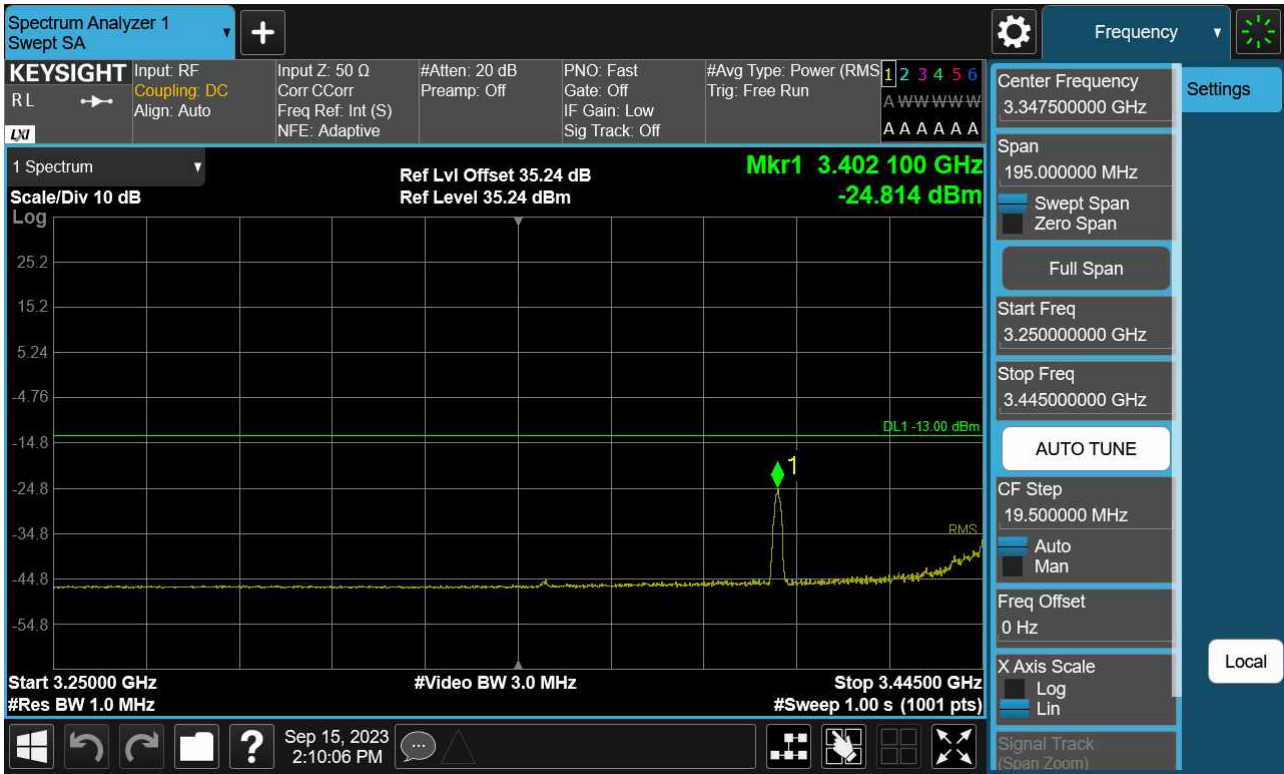 Spectrum Analyzer 1
Swept SA
+
Frequency
KEYSIGHT
RL
LXI
Input: RF
Coupling: DC
Align: Auto
Input Z: 50 Ω
Corr CCorr
Freq Ref: Int (S)
NFE: Adaptive
#Atten: 20 dB
Preamp: Off
PNO: Fast
Gate: Off
IF Gain: Low
Sig Track: Off
#Avg Type: Power (RMS
Trig: Free Run
1 2 3 4 5 6
A W W W W W
A A A A A A
1 Spectrum
Scale/Div 10 dB
Log
Ref Lvl Offset 35.24 dB
Ref Level 35.24 dBm
Mkr1 3.402 100 GHz
-24.814 dBm
25.2
15.2
5.24
-4.76
-14.8
-24.8
-34.8
-44.8
-54.8
DL1 -13.00 dBm
1
RMS
Start 3.25000 GHz
#Res BW 1.0 MHz
#Video BW 3.0 MHz
Stop 3.44500 GHz
#Sweep 1.00 s (1001 pts)
Center Frequency
3.347500000 GHz
Span
195.000000 MHz
Swept Span
Zero Span
Full Span
Start Freq
3.250000000 GHz
Stop Freq
3.445000000 GHz
AUTO TUNE
CF Step
19.500000 MHz
Auto
Man
Freq Offset
0 Hz
X Axis Scale
Log
Lin
Signal Track
(Span Zoom)
Settings
Local
?
Sep 15, 2023
2:10:06 PM